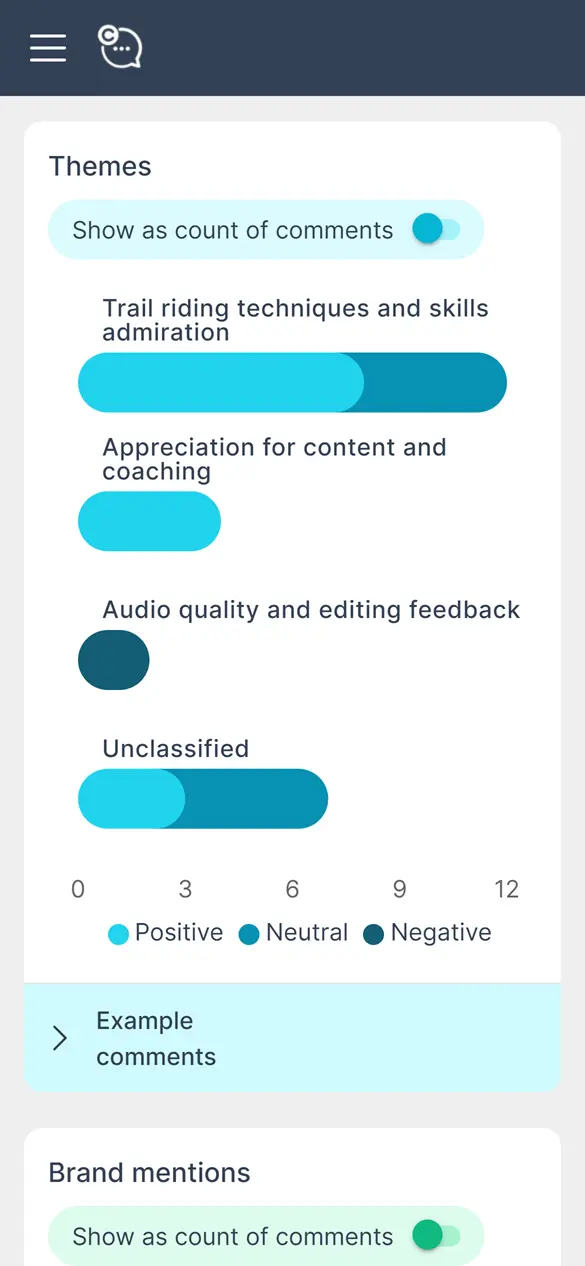 Themes
Show as count of comments
Trail riding techniques and skills
admiration
Appreciation for content and
coaching
Audio quality and editing feedback
Unclassified
0 3 6 9 12
Positive Neutral Negative
Example
comments
Brand mentions
Show as count of comments